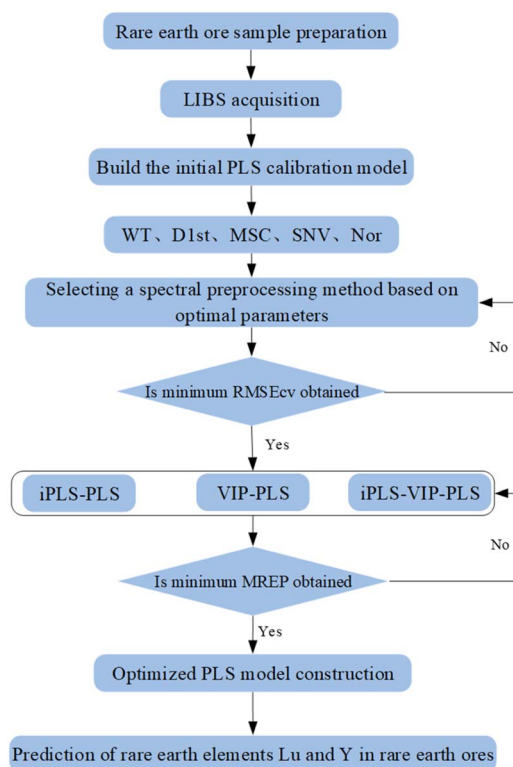 Rare earth ore sample preparation
LIBS acquisition
Build the initial PLS calibration model
WT、D1st、MSC、SNV、Nor
Selecting a spectral preprocessing method based on
optimal parameters
No
Is minimum RMSEcv obtained
Yes
iPLS-PLS VIP-PLS iPLS-VIP-PLS
No
Is minimum MREP obtained
Yes
Optimized PLS model construction
Prediction of rare earth elements Lu and Y in rare earth ores